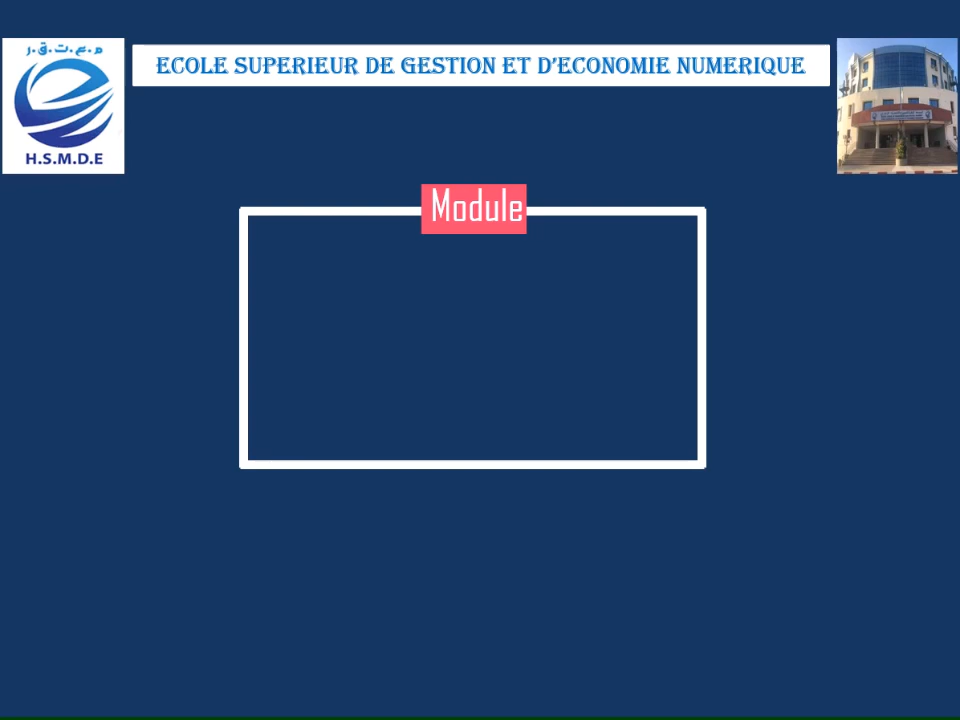 م.ع.ت.ق.ر
H.S.M.D.E
ECOLE SUPERIEUR DE GESTION ET D'ECONOMIE NUMERIQUE
Module